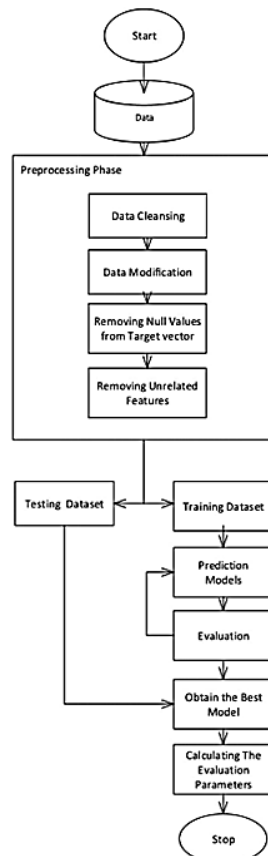 Start
Data
Preprocessing Phase
Data Cleansing
Data Modification
Removing Null Values
from Target vector
Removing Unrelated
Features
Testing Dataset
Training Dataset
Prediction
Models
Evaluation
Obtain the Best
Model
Calculating The
Evaluation
Parameters
Stop